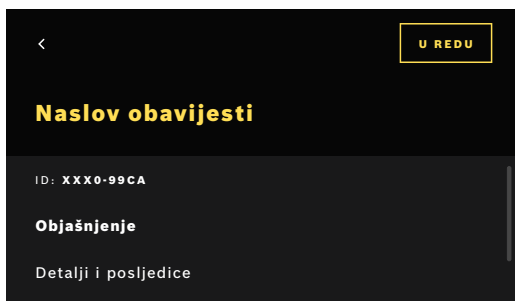 U REDU
Naslov obavijesti
ID: XXX0-99CA
Objašnjenje
Detalji i posljedice